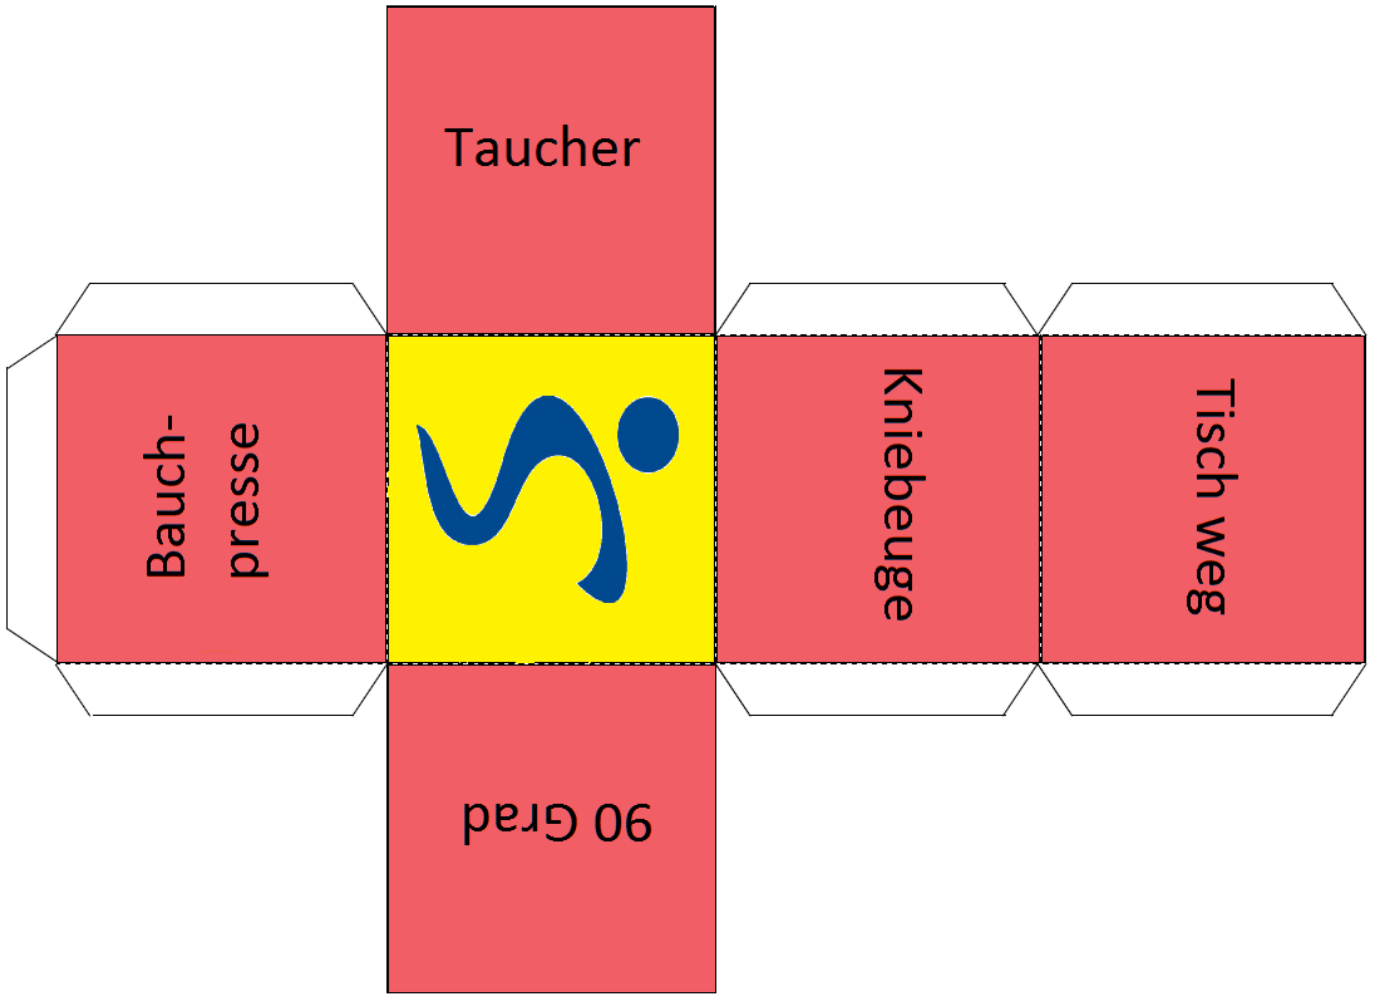 Taucher
Bauch-
presse
Kniebeuge
Tisch weg
90 Grad